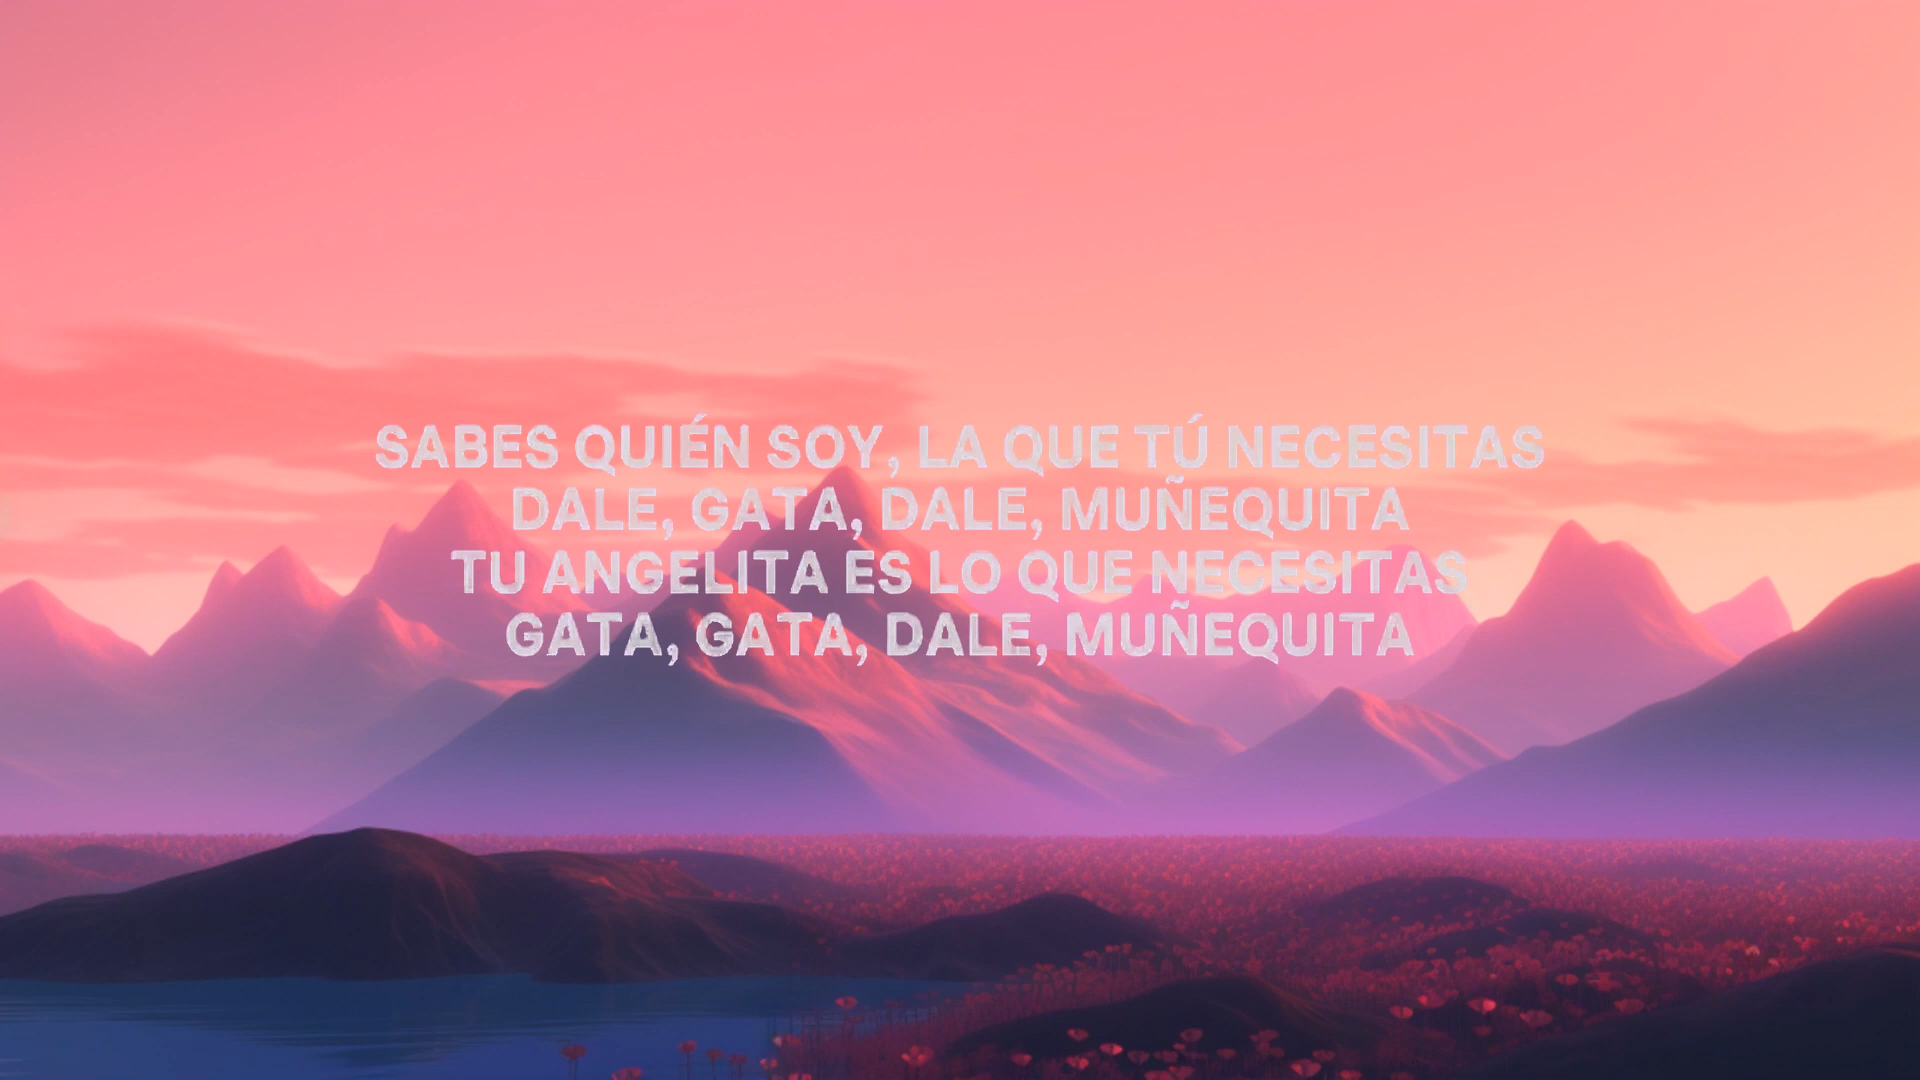 SABES QUIÉN SOY, LA QUE TÚ NECESITAS
DALE, GATA, DALE, MUÑEQUITA
TU ANGELITA ES LO QUE NECESITAS
GATA, GATA, DALE, MUÑEQUITA